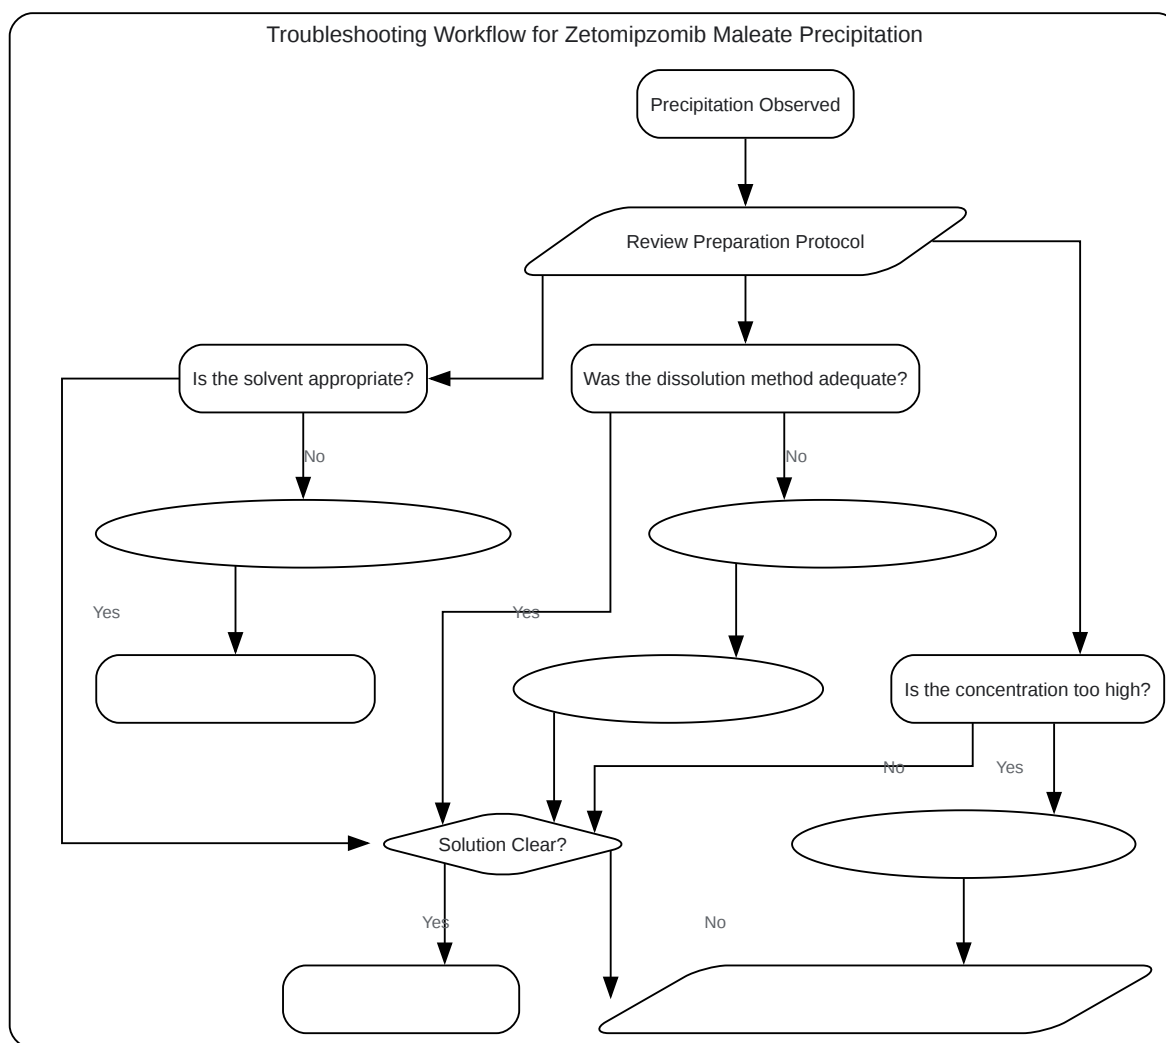 Troubleshooting Workflow for Zetomipzomib Maleate Precipitation
Precipitation Observed
Review Preparation Protocol
Is the solvent appropriate?
Was the dissolution method adequate?
No
No
Yes
Yes
Is the concentration too high?
No
Yes
Solution Clear?
Yes
No